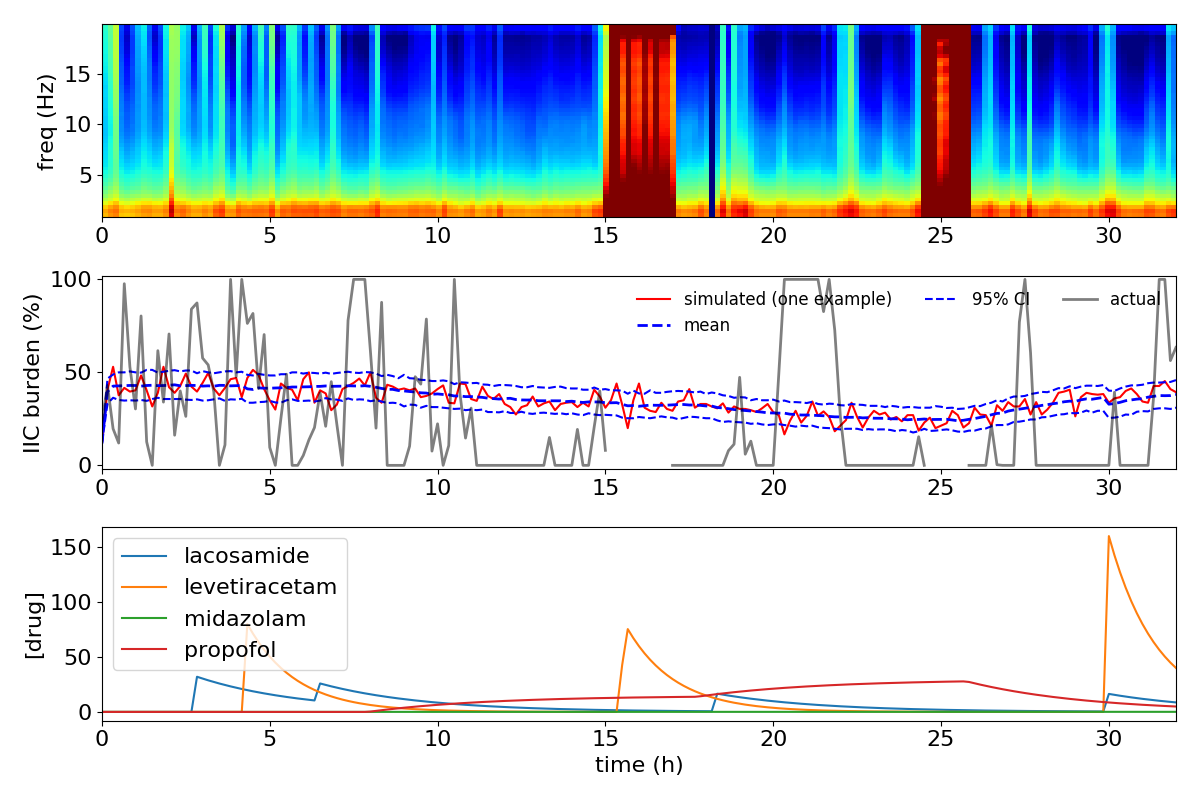 freq (Hz)
15
10
5
0 5 10 15 20 25 30
IIC burden (%)
100
50
0
simulated (one example) 95% CI actual
mean
0 5 10 15 20 25 30
[drug]
150
100
50
0
lacosamide
levetiracetam
midazolam
propofol
0 5 10 15 20 25 30
time (h)